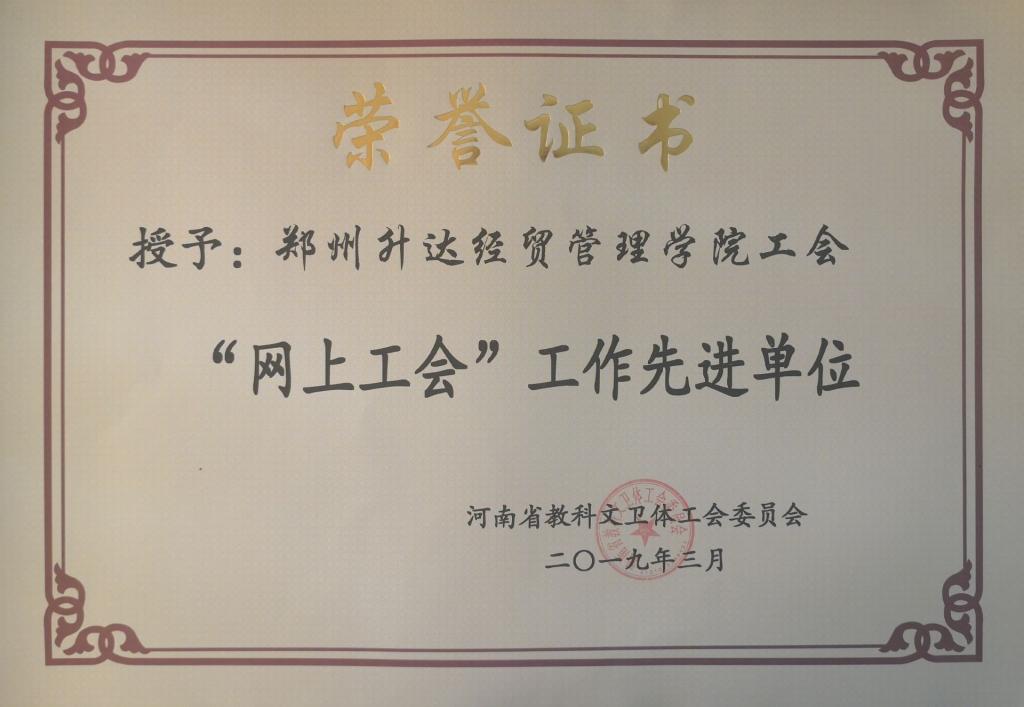 荣誉证书
授予：郑州升达经贸管理学院工会
“网上工会”工作先进单位
河南省教科文卫体工会委员会
二〇一九年三月